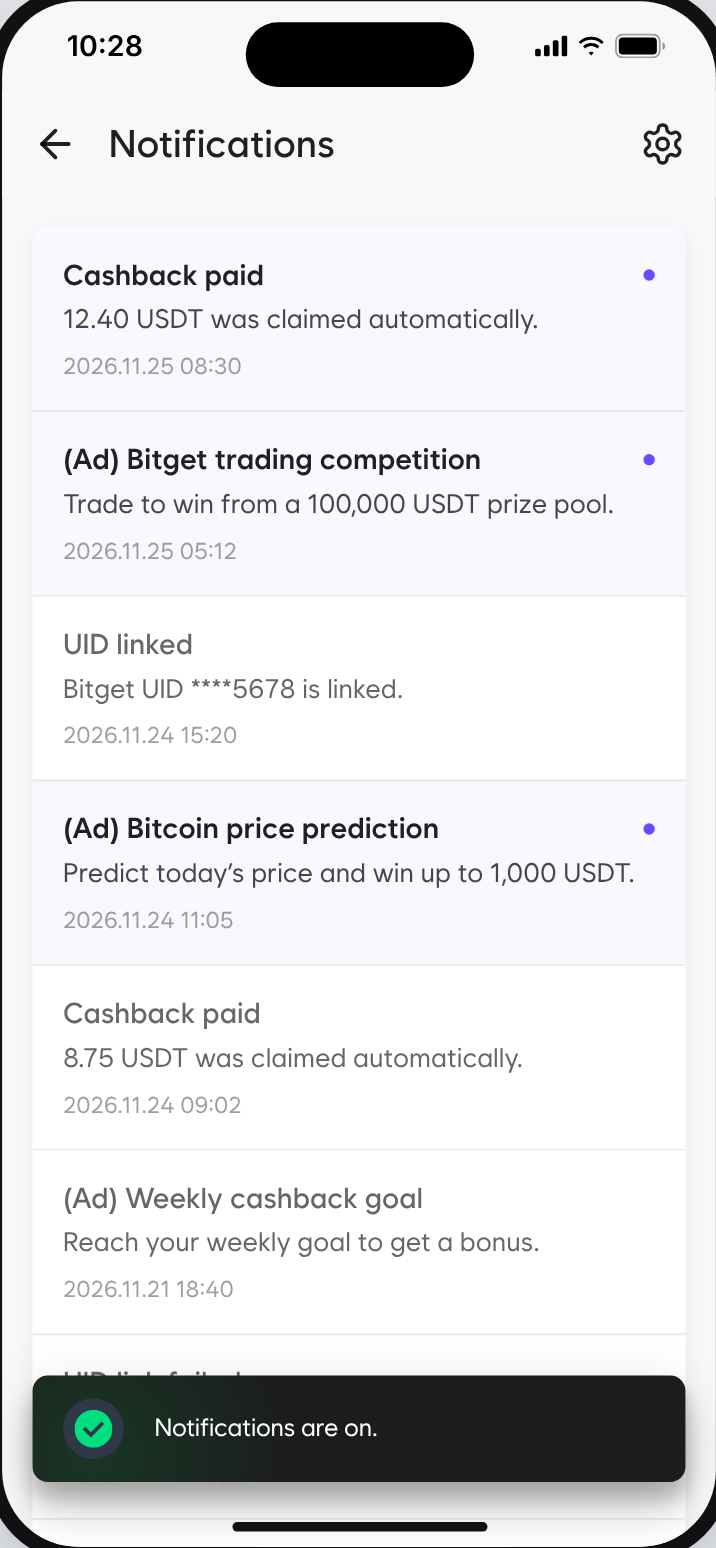 10:28
Notifications
Cashback paid
12.40 USDT was claimed automatically.
2026.11.25 08:30
(Ad) Bitget trading competition
Trade to win from a 100,000 USDT prize pool.
2026.11.25 05:12
UID linked
Bitget UID ****5678 is linked.
2026.11.24 15:20
(Ad) Bitcoin price prediction
Predict today’s price and win up to 1,000 USDT.
2026.11.24 11:05
Cashback paid
8.75 USDT was claimed automatically.
2026.11.24 09:02
(Ad) Weekly cashback goal
Reach your weekly goal to get a bonus.
2026.11.21 18:40
Notifications are on.